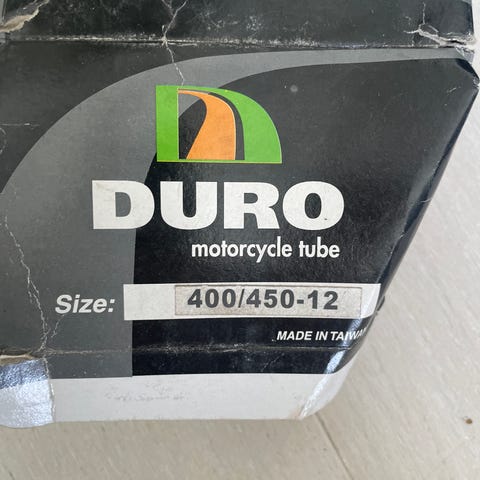 DURO
motorcycle tube
Size: 400/450-12
MADE IN TAIWAN